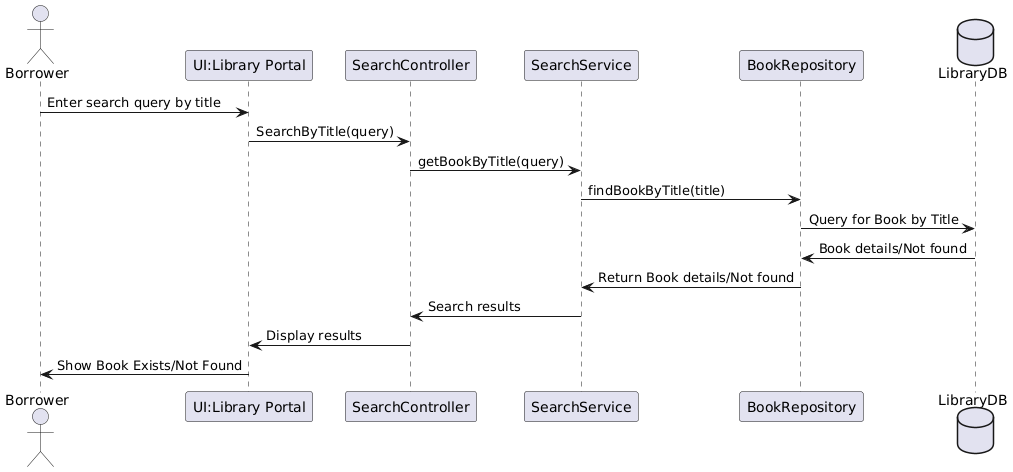 Borrower
UI:Library Portal
SearchController
SearchService
BookRepository
LibraryDB
Enter search query by title
SearchByTitle(query)
getBookByTitle(query)
findBookByTitle(title)
Query for Book by Title
Book details/Not found
Return Book details/Not found
Search results
Display results
Show Book Exists/Not Found
Borrower
UI:Library Portal
SearchController
SearchService
BookRepository
LibraryDB